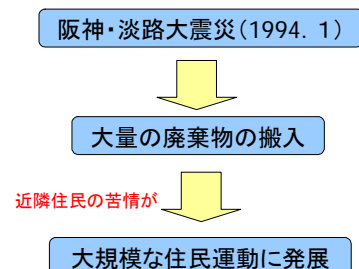 阪神・淡路大震災(1994. 1)
大量の廃棄物の搬入
近隣住民の苦情が
大規模な住民運動に発展